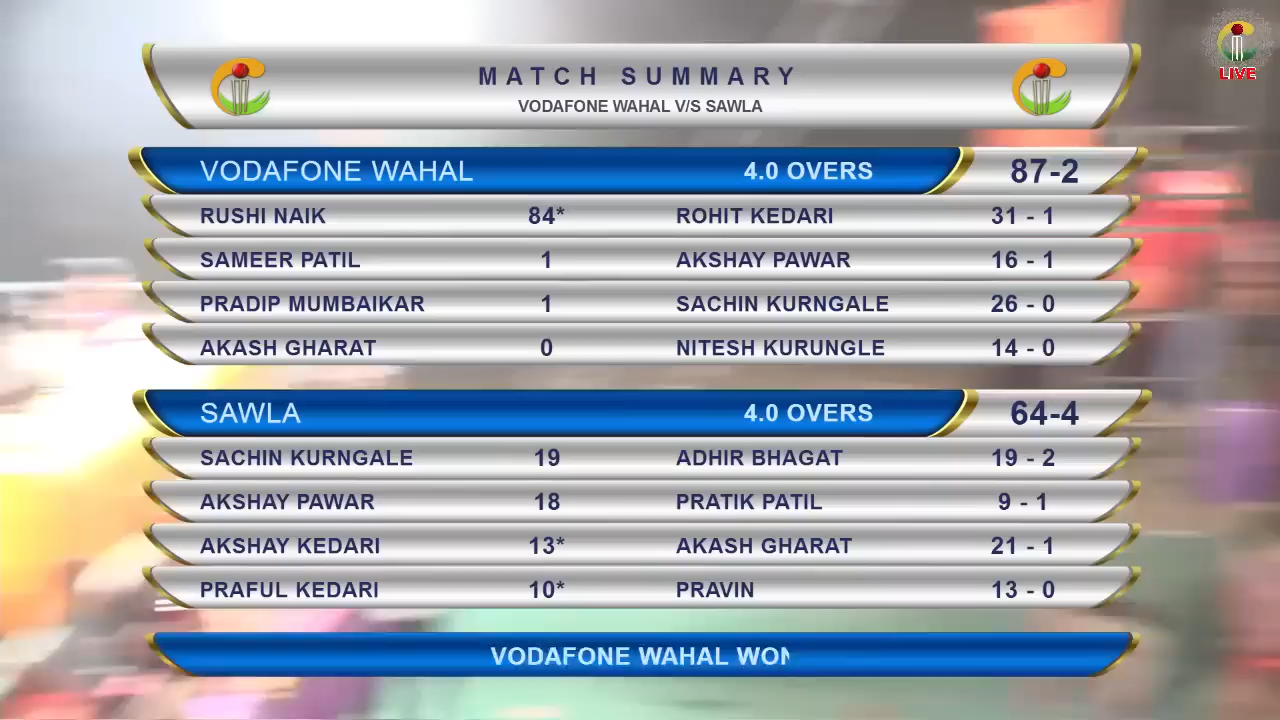 LIVE
MATCH SUMMARY
VODAFONE WAHAL V/S SAWLA
VODAFONE WAHAL 4.0 OVERS 87-2
RUSHI NAIK 84* ROHIT KEDARI 31 - 1
SAMEER PATIL 1 AKSHAY PAWAR 16 - 1
PRADIP MUMBAIKAR 1 SACHIN KURNGALE 26 - 0
AKASH GHARAT 0 NITESH KURUNGLE 14 - 0
SAWLA 4.0 OVERS 64-4
SACHIN KURNGALE 19 ADHIR BHAGAT 19 - 2
AKSHAY PAWAR 18 PRATIK PATIL 9 - 1
AKSHAY KEDARI 13* AKASH GHARAT 21 - 1
PRAFUL KEDARI 10* PRAVIN 13 - 0
VODAFONE WAHAL WON